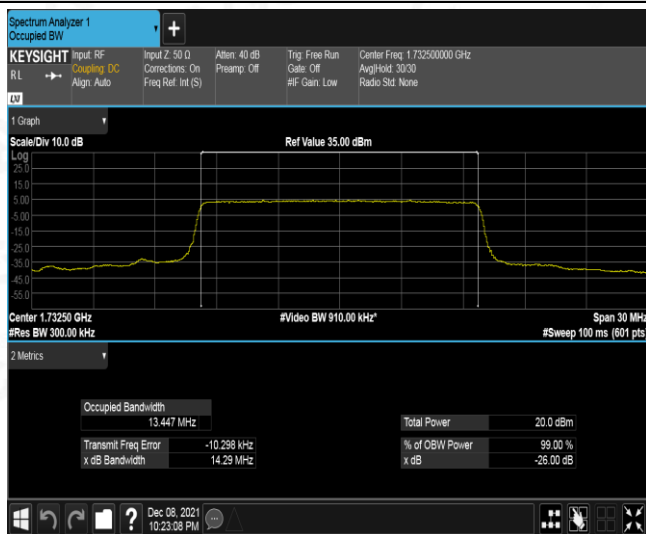 Spectrum Analyzer 1
Occupied BW
+
KEYSIGHT Input: RF Input Z: 50 Ω Atten: 40 dB Trig: Free Run Center Freq: 1.732500000 GHz
RL Coupling: DC Corrections: On Preamp: Off Gate: Off Avg|Hold: 30/30
Align: Auto Freq Ref: Int (S) #IF Gain: Low Radio Std: None
LXI
1 Graph
Scale/Div 10.0 dB Ref Value 35.00 dBm
Log
25.0
15.0
5.00
-5.00
-15.0
-25.0
-35.0
-45.0
-55.0
Center 1.73250 GHz #Video BW 910.00 kHz* Span 30 MHz
#Res BW 300.00 kHz #Sweep 100 ms (601 pts)
2 Metrics
Occupied Bandwidth
13.447 MHz Total Power 20.0 dBm
Transmit Freq Error -10.298 kHz % of OBW Power 99.00 %
x dB Bandwidth 14.29 MHz x dB -26.00 dB
? Dec 08, 2021
10:23:08 PM